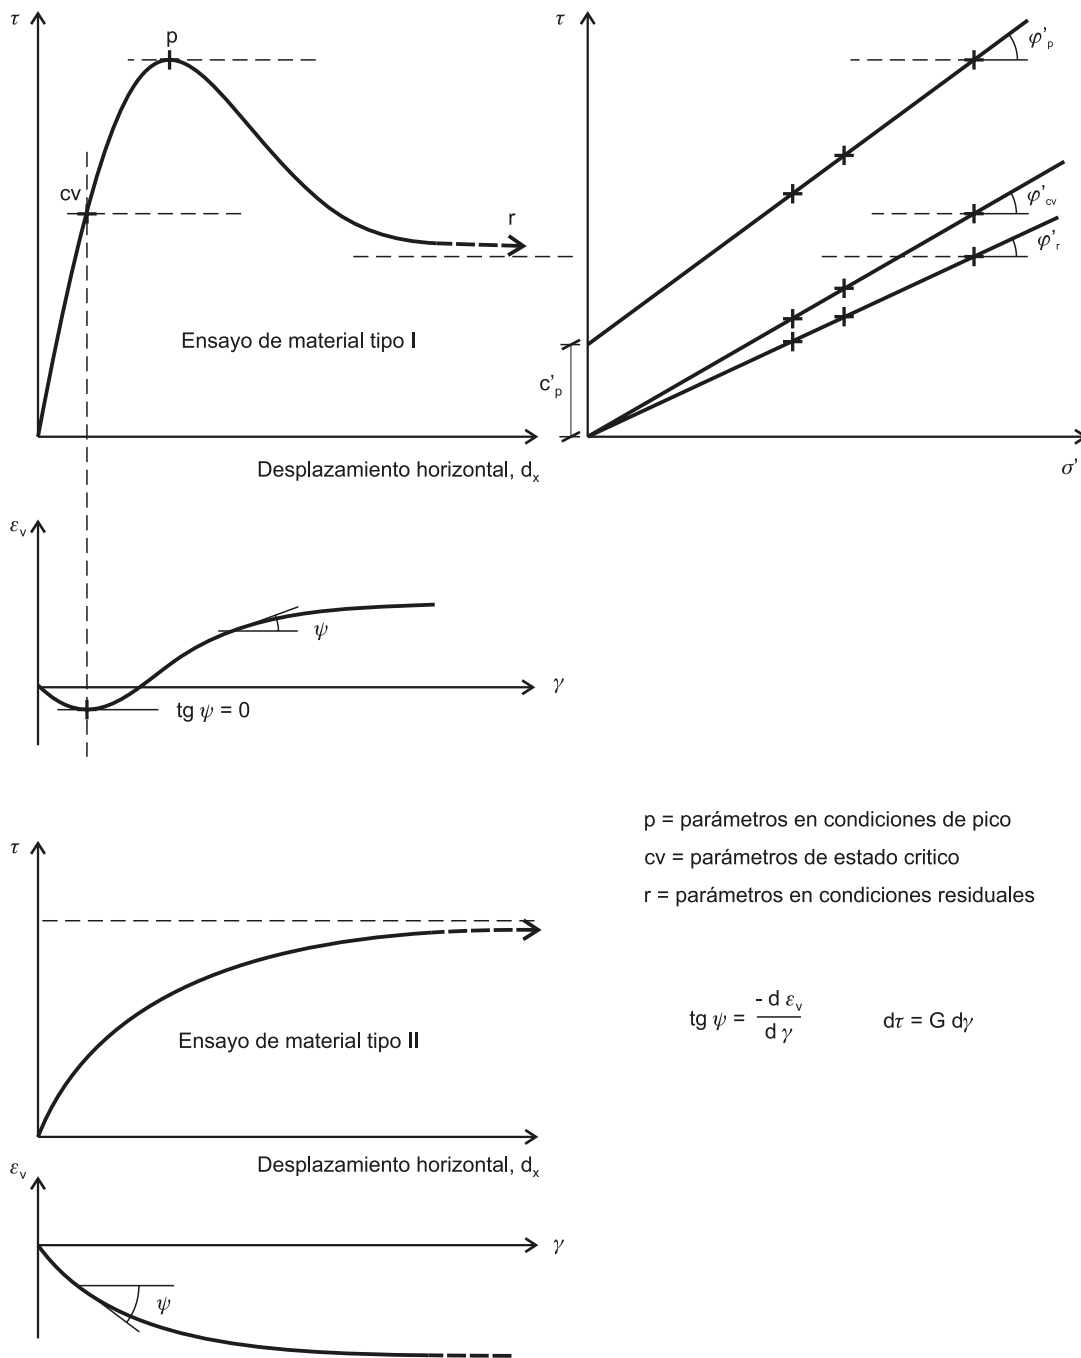 τ
p
cv
r
Ensayo de material tipo I
Desplazamiento horizontal, dx
τ
φ'p
φ'cv
φ'r
c'p
σ'
εv
ψ
γ
tg ψ = 0
p = parámetros en condiciones de pico
cv = parámetros de estado critico
r = parámetros en condiciones residuales
tg ψ = - d εv / d γ
dτ = G dγ
τ
Ensayo de material tipo II
Desplazamiento horizontal, dx
εv
γ
ψ